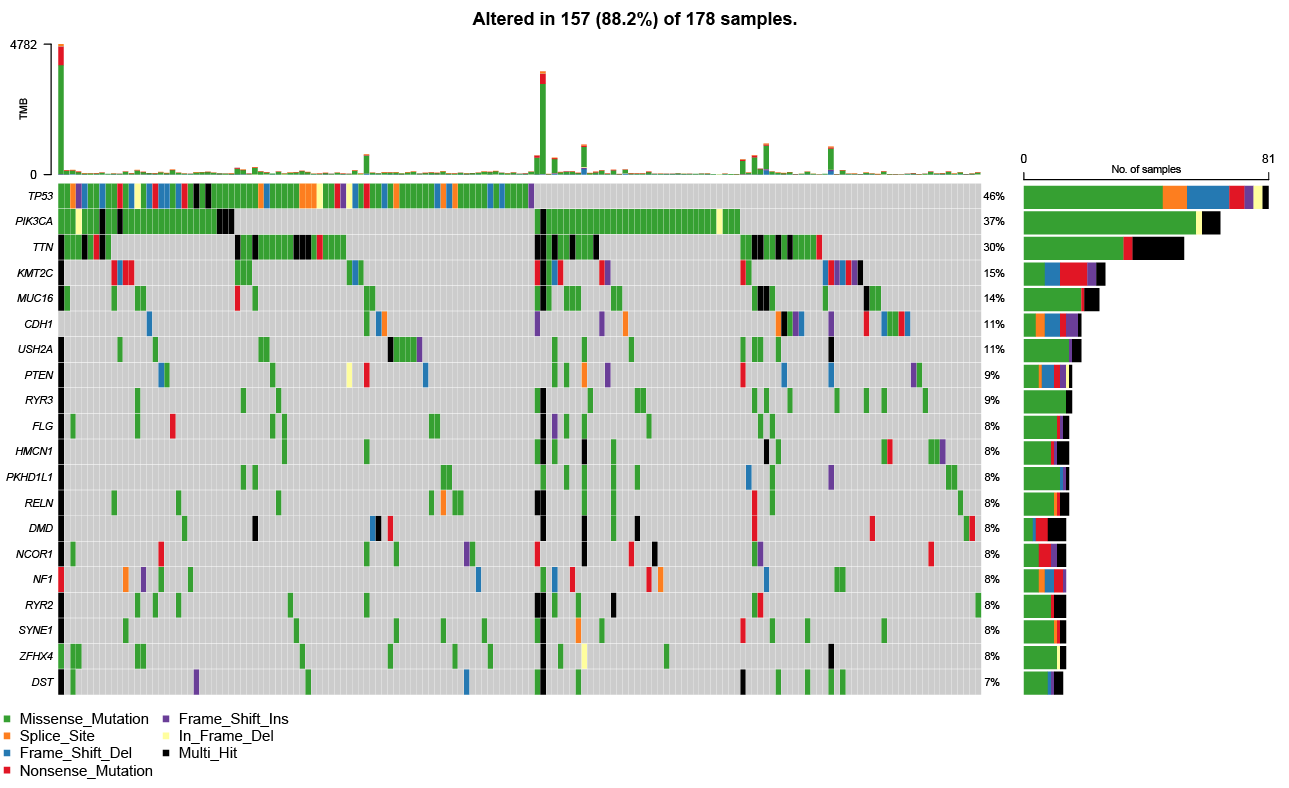 Altered in 157 (88.2%) of 178 samples.
4782
TMB
0
0 81
No. of samples
TP53 46%
PIK3CA 37%
TTN 30%
KMT2C 15%
MUC16 14%
CDH1 11%
USH2A 11%
PTEN 9%
RYR3 9%
FLG 8%
HMCN1 8%
PKHD1L1 8%
RELN 8%
DMD 8%
NCOR1 8%
NF1 8%
RYR2 8%
SYNE1 8%
ZFHX4 8%
DST 7%
Missense_Mutation Frame_Shift_Ins
Splice_Site In_Frame_Del
Frame_Shift_Del Multi_Hit
Nonsense_Mutation